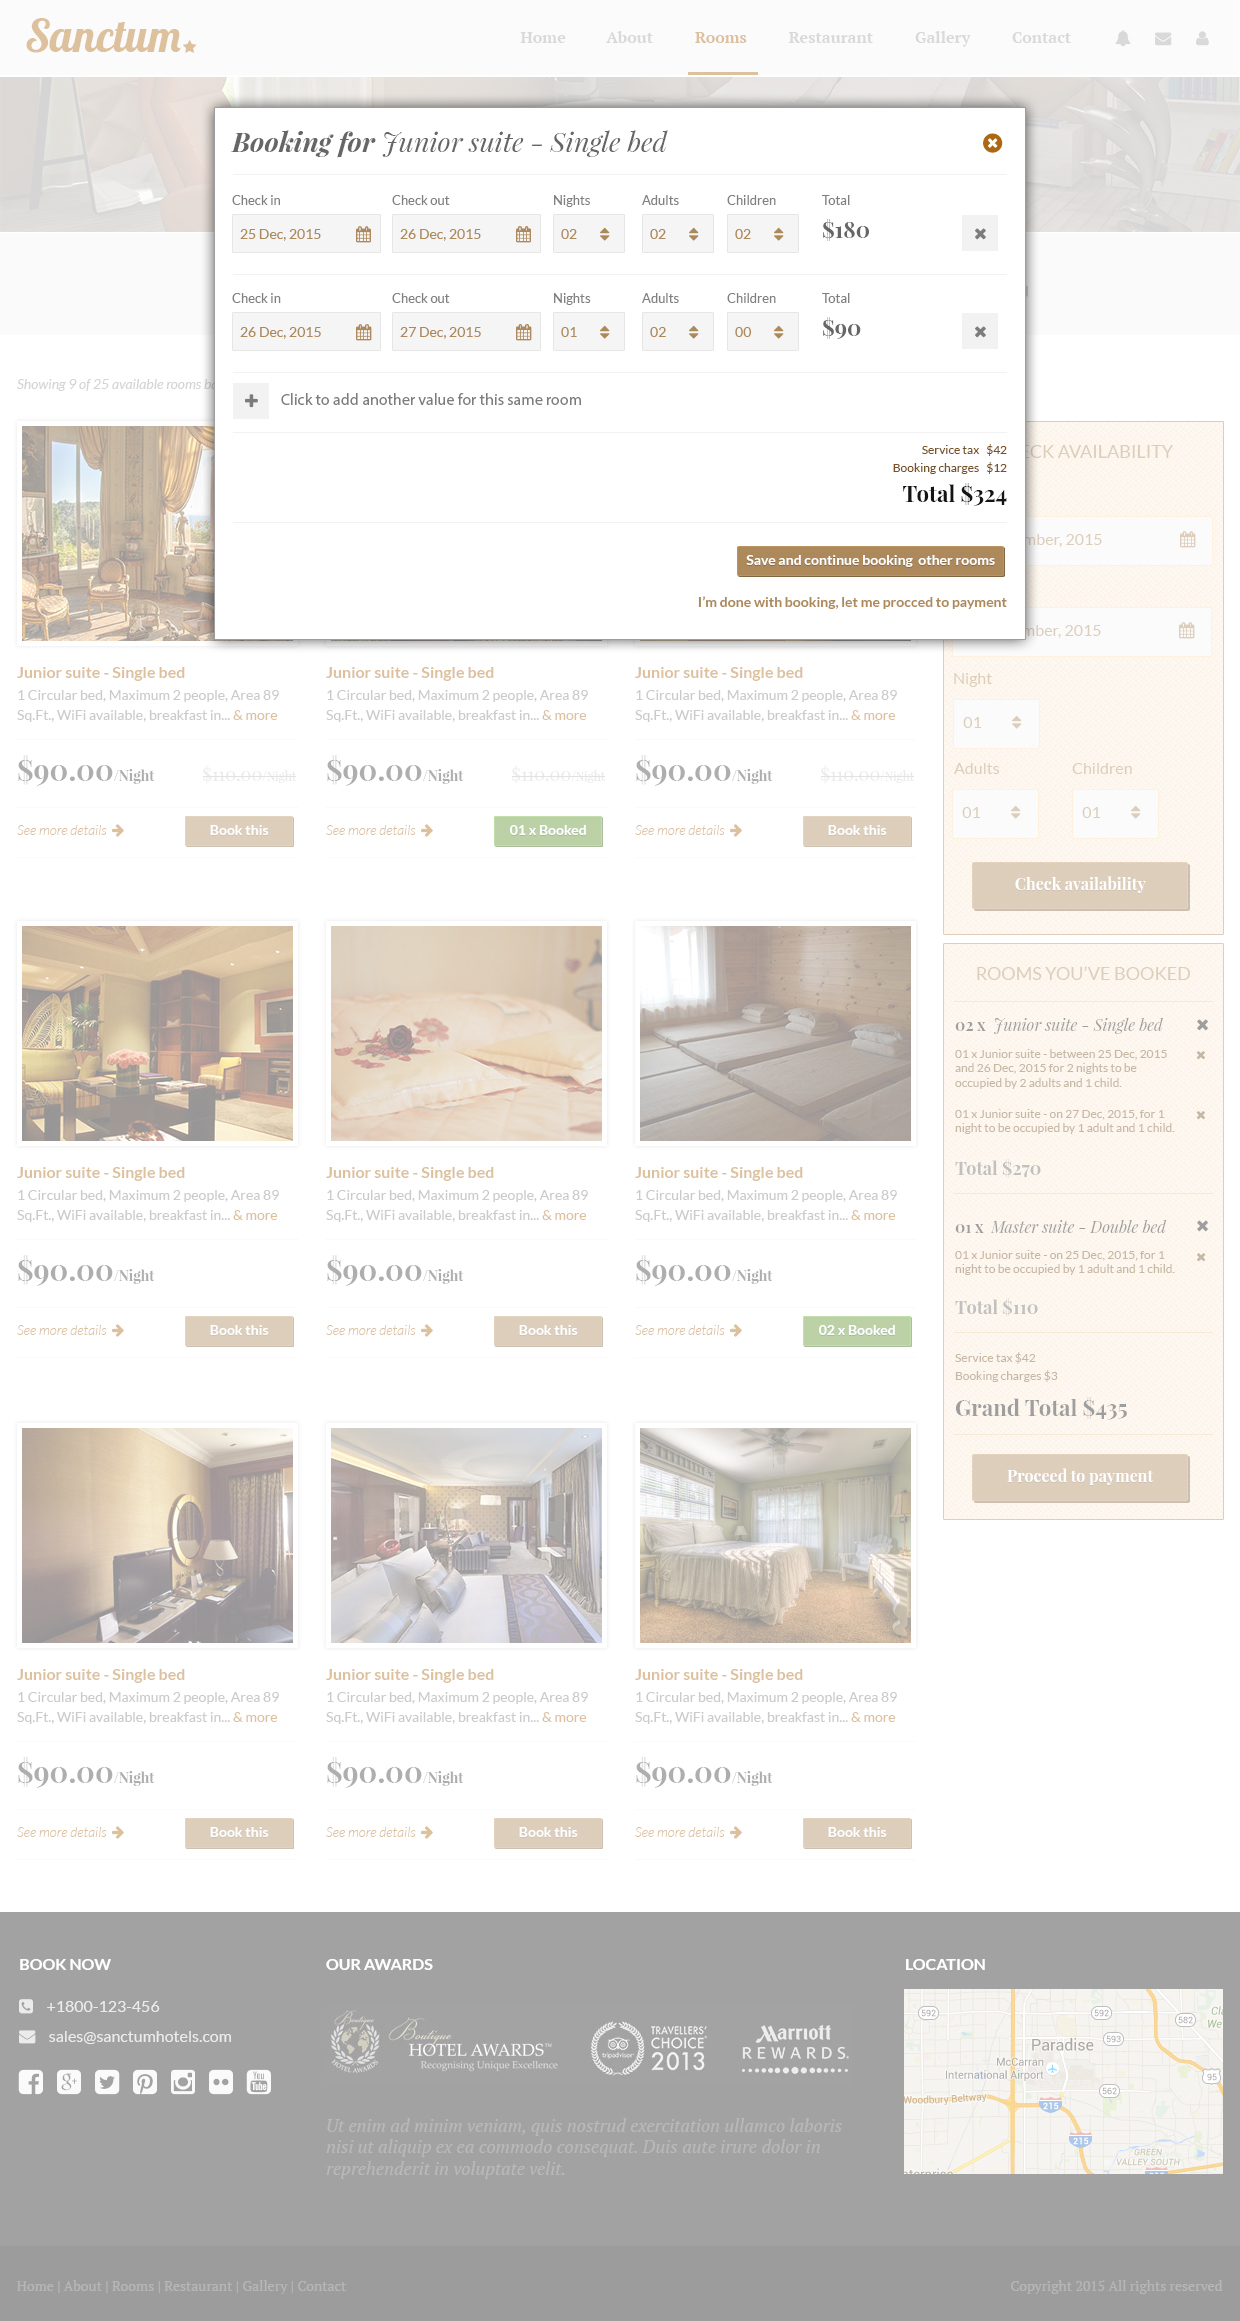 Sanctum
Home About Rooms Restaurant Gallery Contact
Booking for Junior suite - Single bed
Check in Check out Nights Adults Children Total
25 Dec, 2015 26 Dec, 2015 02 02 02 $180
Check in Check out Nights Adults Children Total
26 Dec, 2015 27 Dec, 2015 01 02 00 $90
Click to add another value for this same room
Service tax $42
Booking charges $12
Total $324
Save and continue booking other rooms
I'm done with booking, let me procced to payment
Showing 9 of 25 available rooms
Junior suite - Single bed
1 Circular bed, Maximum 2 people, Area 89
Sq.Ft., WiFi available, breakfast in... & more
$90.00/Night $110.00/Night
See more details Book this
Junior suite - Single bed
1 Circular bed, Maximum 2 people, Area 89
Sq.Ft., WiFi available, breakfast in... & more
$90.00/Night $110.00/Night
See more details 01 x Booked
Junior suite - Single bed
1 Circular bed, Maximum 2 people, Area 89
Sq.Ft., WiFi available, breakfast in... & more
$90.00/Night $110.00/Night
See more details Book this
Junior suite - Single bed
1 Circular bed, Maximum 2 people, Area 89
Sq.Ft., WiFi available, breakfast in... & more
$90.00/Night
See more details Book this
Junior suite - Single bed
1 Circular bed, Maximum 2 people, Area 89
Sq.Ft., WiFi available, breakfast in... & more
$90.00/Night
See more details Book this
Junior suite - Single bed
1 Circular bed, Maximum 2 people, Area 89
Sq.Ft., WiFi available, breakfast in... & more
$90.00/Night
See more details 02 x Booked
Junior suite - Single bed
1 Circular bed, Maximum 2 people, Area 89
Sq.Ft., WiFi available, breakfast in... & more
$90.00/Night
See more details Book this
Junior suite - Single bed
1 Circular bed, Maximum 2 people, Area 89
Sq.Ft., WiFi available, breakfast in... & more
$90.00/Night
See more details Book this
Junior suite - Single bed
1 Circular bed, Maximum 2 people, Area 89
Sq.Ft., WiFi available, breakfast in... & more
$90.00/Night
See more details Book this
AVAILABILITY
2015
2015
Night
01
Adults Children
01 01
Check availability
ROOMS YOU'VE BOOKED
02 x Junior suite - Single bed
01 x Junior suite - between 25 Dec, 2015
and 26 Dec, 2015 for 2 nights to be
occupied by 2 adults and 1 child.
01 x Junior suite - on 27 Dec, 2015, for 1
night to be occupied by 1 adult and 1 child.
Total $270
01 x Master suite - Double bed
01 x Junior suite - on 25 Dec, 2015, for 1
night to be occupied by 1 adult and 1 child.
Total $110
Service tax $42
Booking charges $3
Grand Total $435
Proceed to payment
BOOK NOW
+1800-123-456
sales@sanctumhotels.com
You Tube
OUR AWARDS
Boutique
HOTEL AWARDS
Boutique
HOTEL AWARDS™
Recognising Unique Excellence
tripadvisor
TRAVELLERS'
CHOICE
2013
Marriott
REWARDS.
Ut enim ad minim veniam, quis nostrud exercitation ullamco laboris
nisi ut aliquip ex ea commodo consequat. Duis aute irure dolor in
reprehenderit in voluptate velit.
LOCATION
592 592 582
593
Paradise
McCarran
International Airport
562 95
Woodbury Beltway
215
215
GREEN
VALLEY SOUTH
Home | About | Rooms | Restaurant | Gallery | Contact
Copyright 2015 All rights reserved